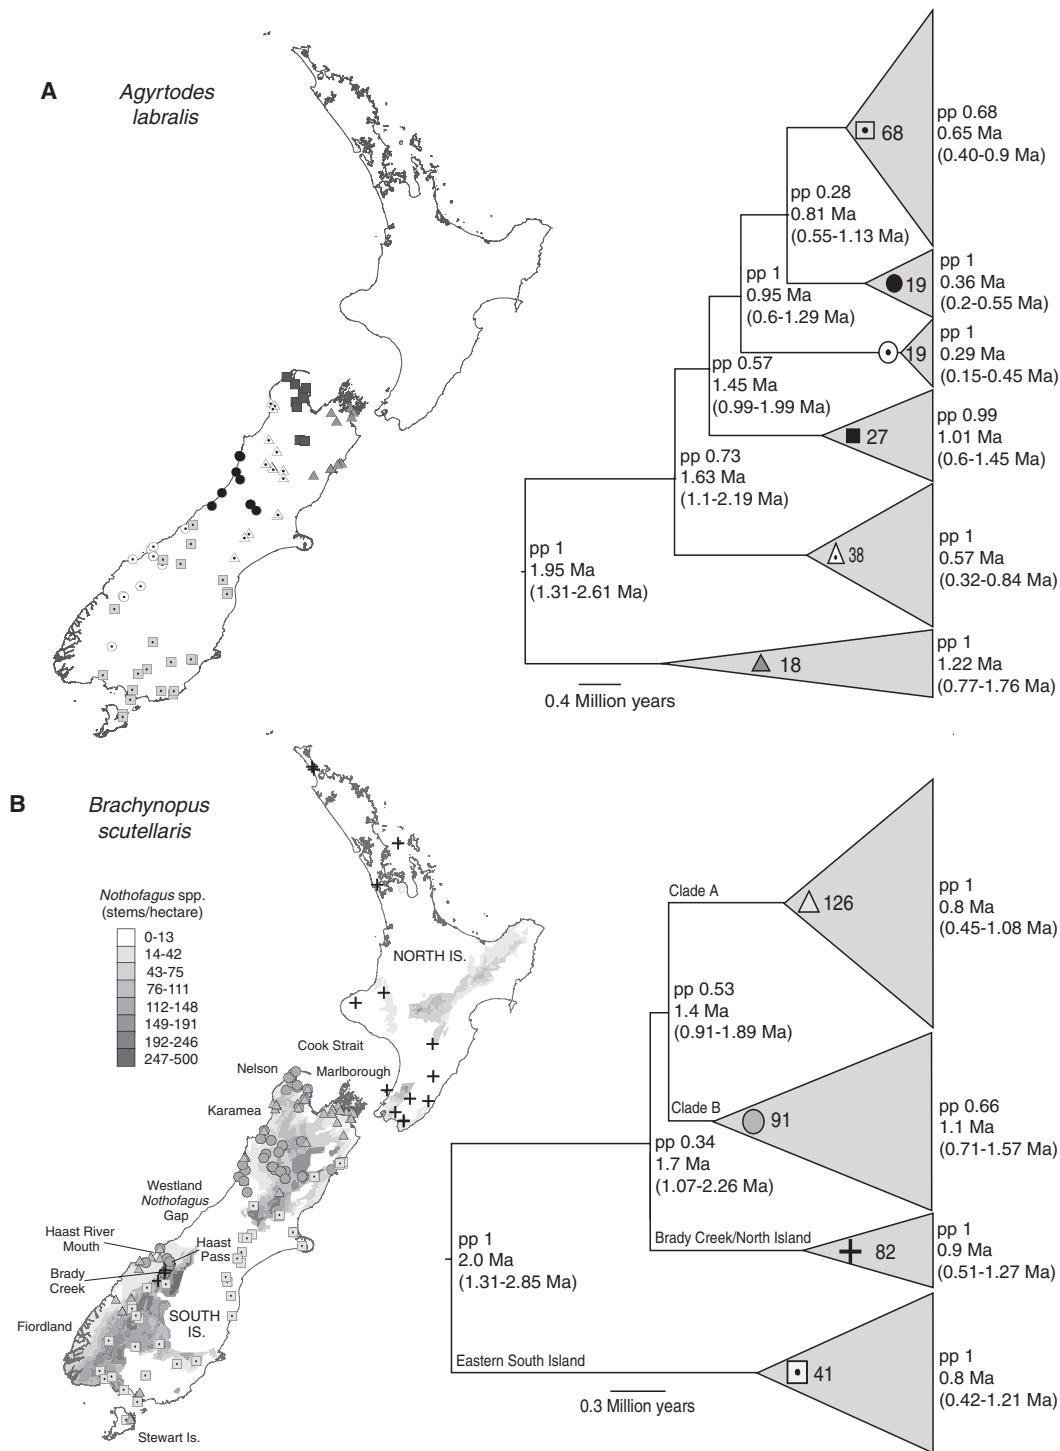 A
Agyrtodes
labralis
68
pp 0.68
0.65 Ma
(0.40-0.9 Ma)
pp 0.28
0.81 Ma
(0.55-1.13 Ma)
19
pp 1
0.36 Ma
(0.2-0.55 Ma)
pp 1
0.95 Ma
(0.6-1.29 Ma)
19
pp 1
0.29 Ma
(0.15-0.45 Ma)
pp 0.57
1.45 Ma
(0.99-1.99 Ma)
27
pp 0.99
1.01 Ma
(0.6-1.45 Ma)
pp 0.73
1.63 Ma
(1.1-2.19 Ma)
38
pp 1
0.57 Ma
(0.32-0.84 Ma)
pp 1
1.95 Ma
(1.31-2.61 Ma)
18
pp 1
1.22 Ma
(0.77-1.76 Ma)
0.4 Million years
B
Brachynopus
scutellaris
Nothofagus spp.
(stems/hectare)
0-13
14-42
43-75
76-111
112-148
149-191
192-246
247-500
NORTH IS.
Cook Strait
Nelson
Marlborough
Karamea
Westland
Nothofagus
Gap
Haast River
Mouth
Haast
Pass
Brady
Creek
SOUTH
IS.
Fiordland
Stewart Is.
Clade A
126
pp 1
0.8 Ma
(0.45-1.08 Ma)
pp 0.53
1.4 Ma
(0.91-1.89 Ma)
Clade B
91
pp 0.66
1.1 Ma
(0.71-1.57 Ma)
pp 0.34
1.7 Ma
(1.07-2.26 Ma)
Brady Creek/North Island
82
pp 1
0.9 Ma
(0.51-1.27 Ma)
pp 1
2.0 Ma
(1.31-2.85 Ma)
Eastern South Island
41
pp 1
0.8 Ma
(0.42-1.21 Ma)
0.3 Million years